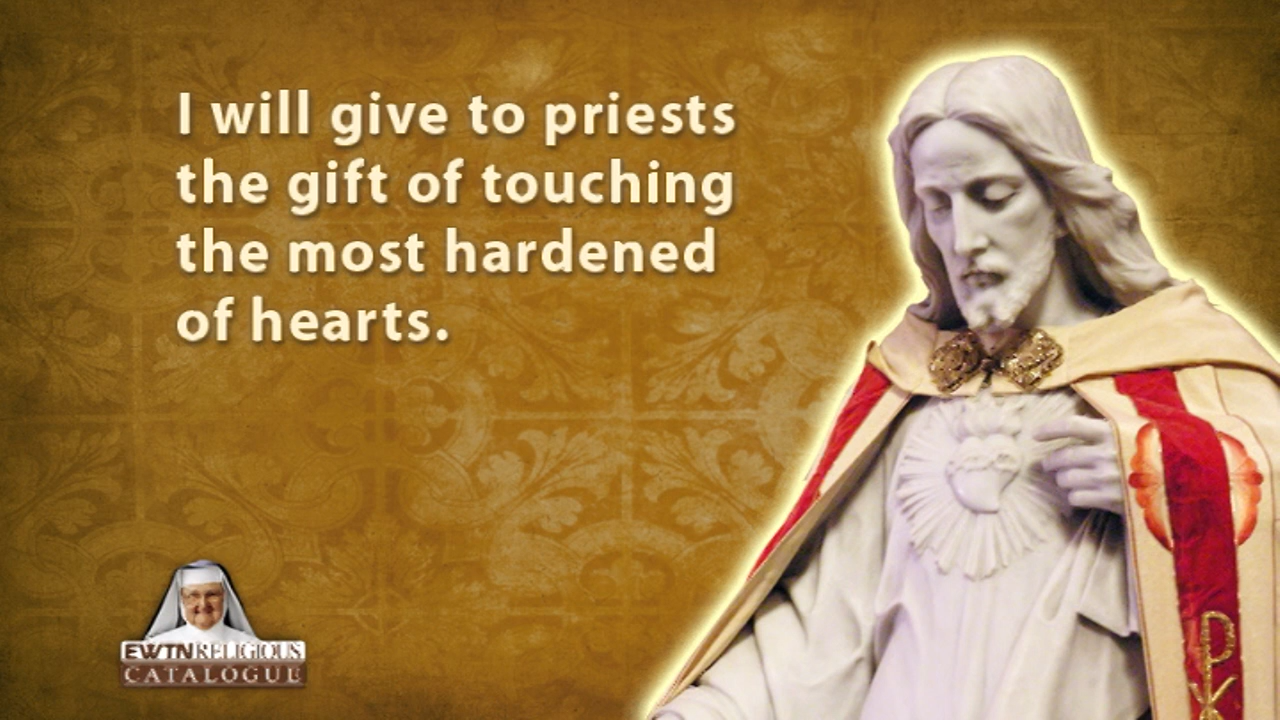 I will give to priests
the gift of touching
the most hardened
of hearts.
EWTN RELIGIOUS
CATALOGUE